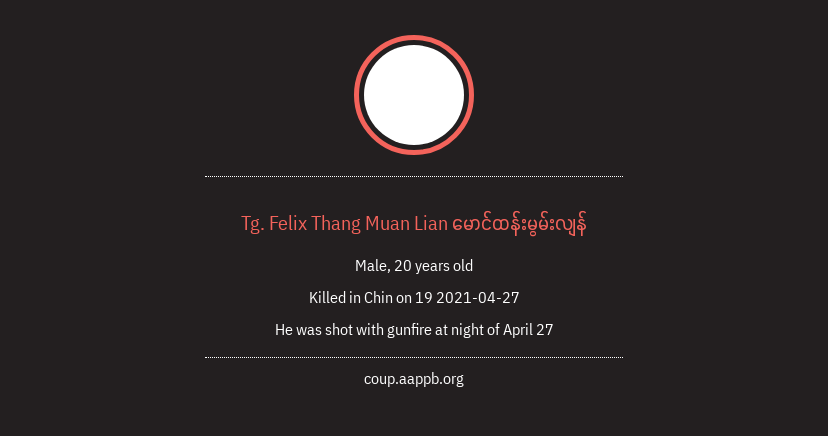 Tg. Felix Thang Muan Lian မောင်ထန်းမွမ်းလျန်
Male, 20 years old
Killed in Chin on 19 2021-04-27
He was shot with gunfire at night of April 27
coup.aappb.org